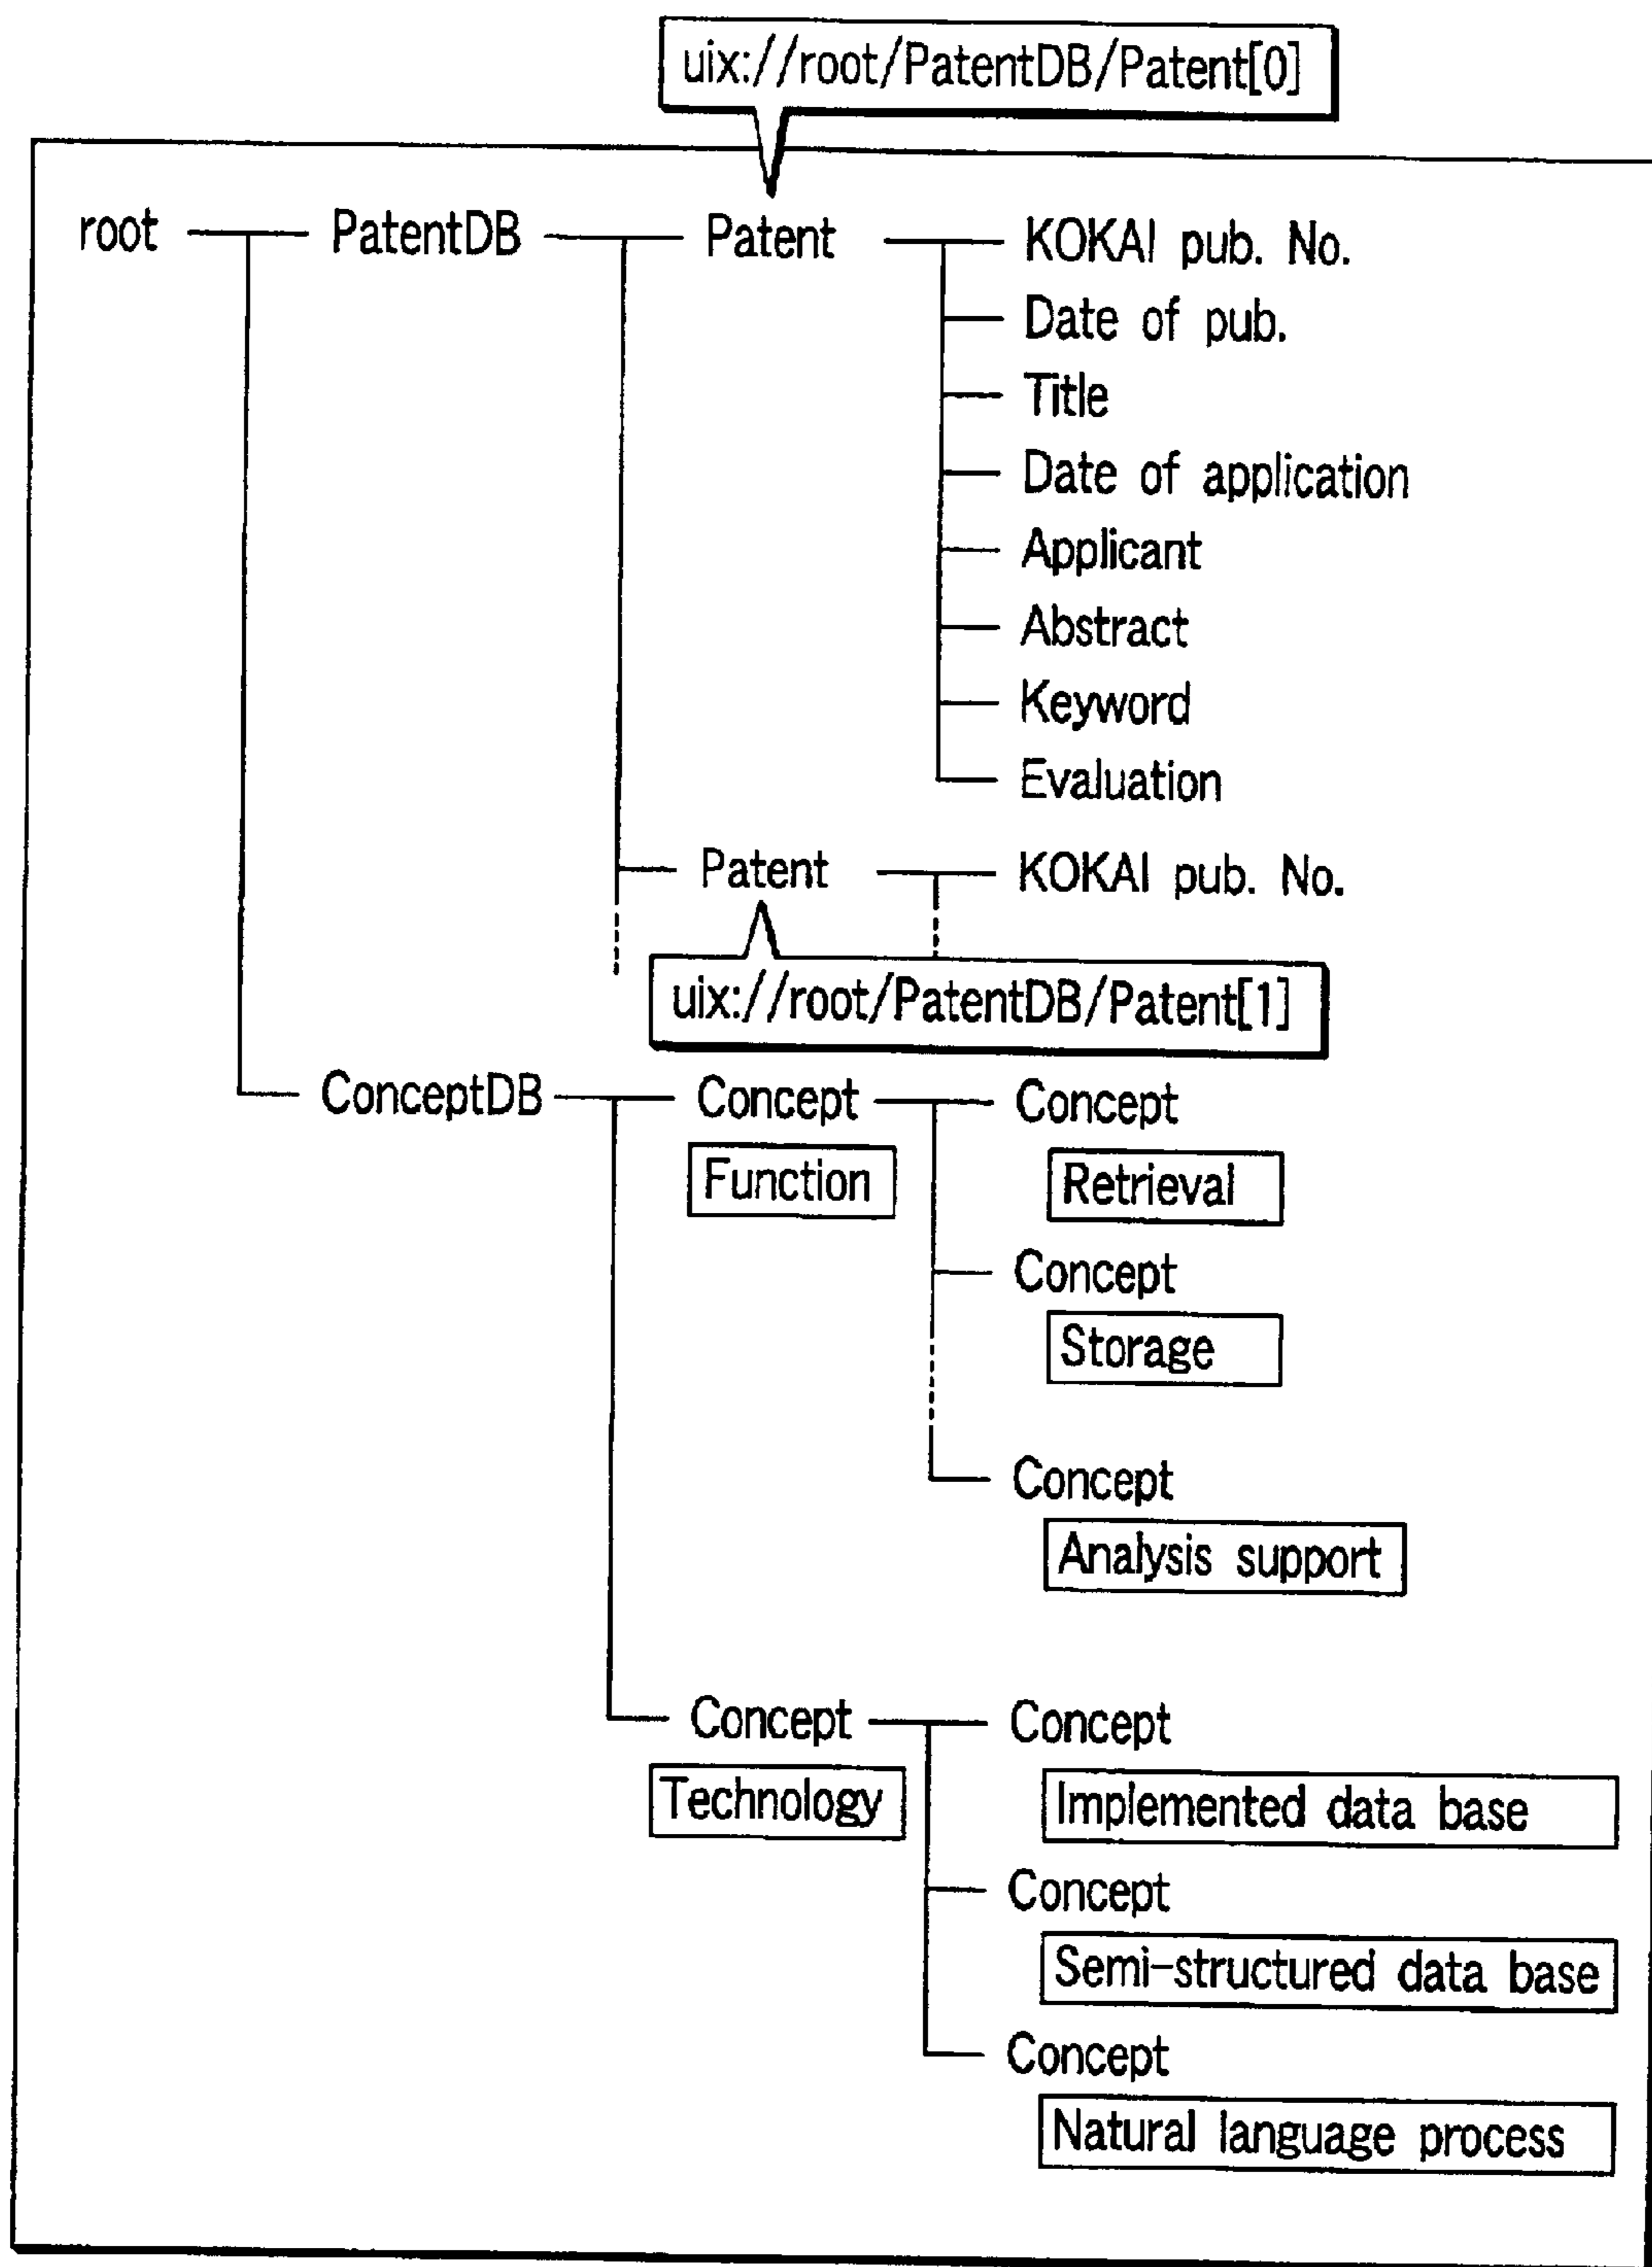 uix://root/PatentDB/Patent[0]
root PatentDB Patent KOKAI pub. No.
Date of pub.
Title
Date of application
Applicant
Abstract
Keyword
Evaluation
Patent KOKAI pub. No.
uix://root/PatentDB/Patent[1]
ConceptDB Concept Concept
Function Retrieval
Concept
Storage
Concept
Analysis support
Concept Concept
Technology Implemented data base
Concept
Semi-structured data base
Concept
Natural language process